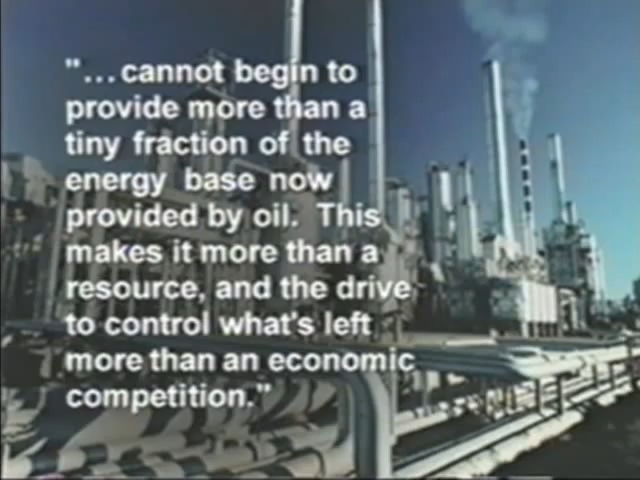 "...cannot begin to
provide more than a
tiny fraction of the
energy base now
provided by oil. This
makes it more than a
resource, and the drive
to control what's left
more than an economic
competition."